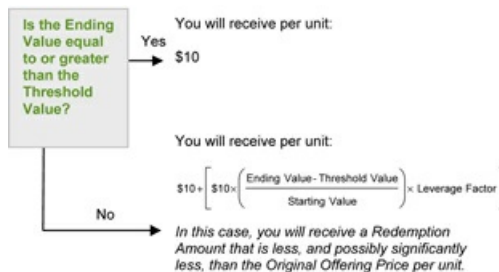 Is the Ending
Value equal
to or greater
than the
Threshold
Value?
Yes
You will receive per unit:
$10
You will receive per unit:
$10+[$10×(Ending Value-Threshold Value
Starting Value)× Leverage Factor
No
In this case, you will receive a Redemption
Amount that is less, and possibly significantly
less, than the Original Offering Price per unit.